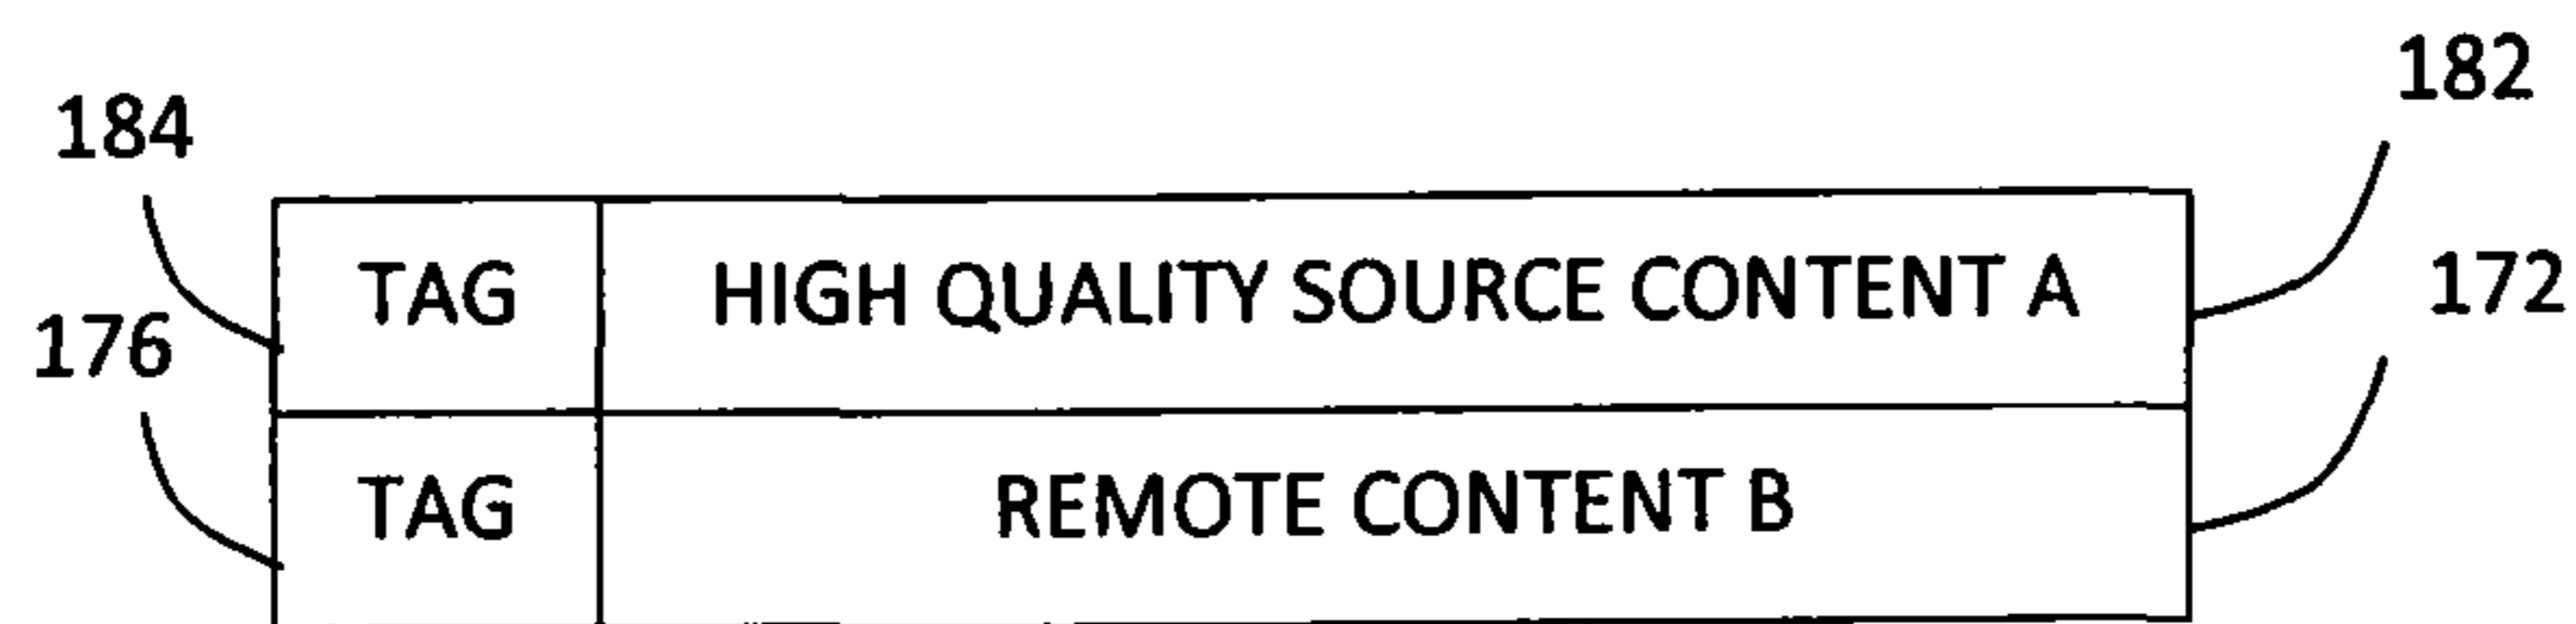 182
184
TAG HIGH QUALITY SOURCE CONTENT A
172
176
TAG REMOTE CONTENT B